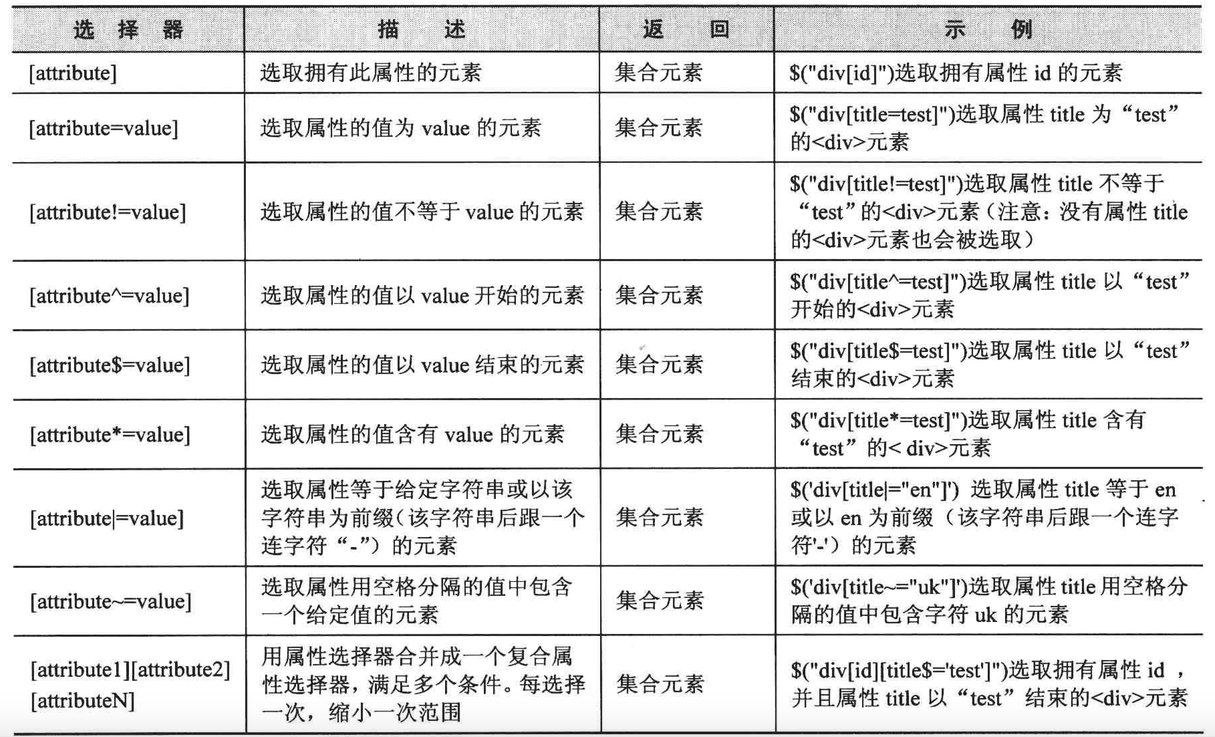 选择器 描述 返回 示例
[attribute] 选取拥有此属性的元素 集合元素 $("div[id]")选取拥有属性 id 的元素
[attribute=value] 选取属性的值为 value 的元素 集合元素 $("div[title=test]")选取属性 title 为“test”
的<div>元素
[attribute!=value] 选取属性的值不等于 value 的元素 集合元素 $("div[title!=test]")选取属性 title 不等于
“test”的<div>元素（注意：没有属性 title
的<div>元素也会被选取）
[attribute^=value] 选取属性的值以 value 开始的元素 集合元素 $("div[title^=test]")选取属性 title 以“test”
开始的<div>元素
[attribute$=value] 选取属性的值以 value 结束的元素 集合元素 $("div[title$=test]")选取属性 title 以“test”
结束的<div>元素
[attribute*=value] 选取属性的值含有 value 的元素 集合元素 $("div[title*=test]")选取属性 title 含有
“test”的< div>元素
[attribute|=value]
选取属性等于给定字符串或以该
字符串为前缀（该字符串后跟一个
连字符“-”）的元素
集合元素
$('div[title|="en"]') 选取属性 title 等于 en
或以 en 为前缀（该字符串后跟一个连字
符'-'）的元素
[attribute~=value]
选取属性用空格分隔的值中包含
一个给定值的元素
集合元素
$('div[title~="uk"]')选取属性 title 用空格分
隔的值中包含字符 uk 的元素
[attribute1][attribute2]
[attributeN]
用属性选择器合并成一个复合属
性选择器，满足多个条件。每选择
一次，缩小一次范围
集合元素
$("div[id][title$='test']")选取拥有属性 id ，
并且属性 title 以“test”结束的<div>元素